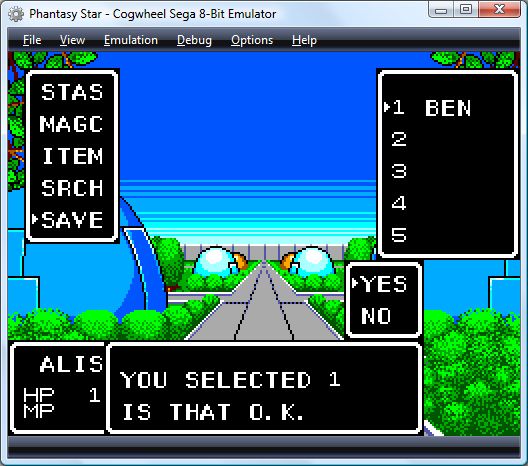 Phantasy Star - Cogwheel Sega 8-Bit Emulator
File View Emulation Debug Options Help
STAS
MAGC
ITEM
SRCH
SAVE
1 BEN
2
3
4
5
YES
NO
ALIS
HP 1
MP
YOU SELECTED 1
IS THAT O.K.